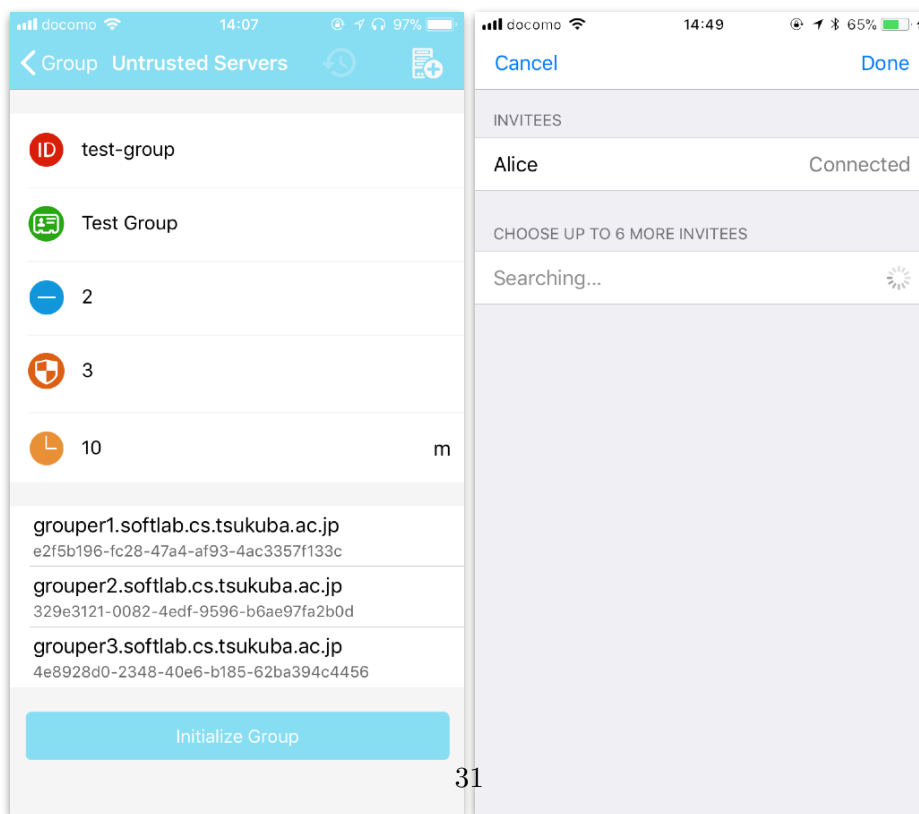 docomo 14:07 97%
Group Untrusted Servers
ID test-group
Test Group
2
3
10 m
grouper1.softlab.cs.tsukuba.ac.jp
e2f5b196-fc28-47a4-af93-4ac3357f133c
grouper2.softlab.cs.tsukuba.ac.jp
329e3121-0082-4edf-9596-b6ae97fa2b0d
grouper3.softlab.cs.tsukuba.ac.jp
4e8928d0-2348-40e6-b185-62ba394c4456
Initialize Group
docomo 14:49 65%
Cancel Done
INVITEES
Alice Connected
CHOOSE UP TO 6 MORE INVITEES
Searching...
31